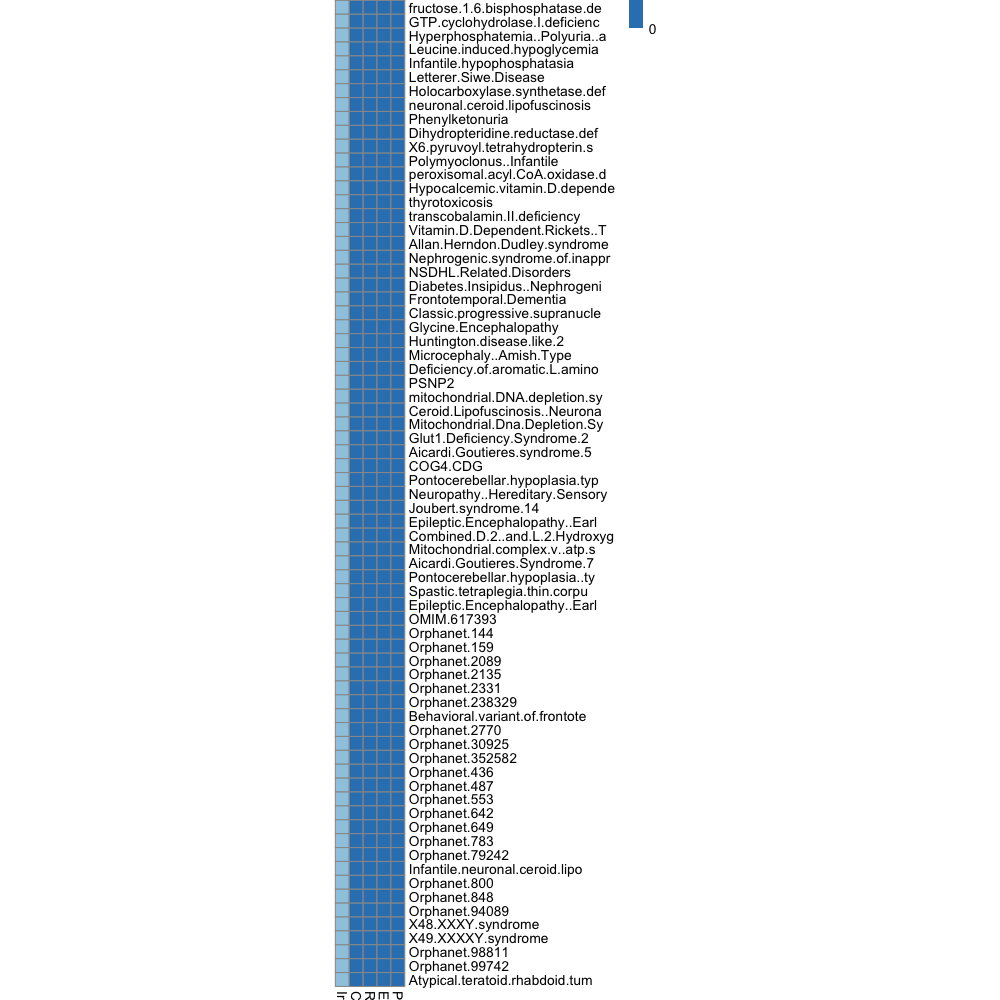 fructose.1.6.bisphosphatase.de
0
GTP.cyclohydrolase.I.deficienc
Hyperphosphatemia..Polyuria..a
Leucine.induced.hypoglycemia
Infantile.hypophosphatasia
Letterer.Siwe.Disease
Holocarboxylase.synthetase.def
neuronal.ceroid.lipofuscinosis
Phenylketonuria
Dihydropteridine.reductase.def
X6.pyruvoyl.tetrahydropterin.s
Polymyoclonus..Infantile
peroxisomal.acyl.CoA.oxidase.d
Hypocalcemic.vitamin.D.depende
thyrotoxicosis
transcobalamin.II.deficiency
Vitamin.D.Dependent.Rickets..T
Allan.Herndon.Dudley.syndrome
Nephrogenic.syndrome.of.inappr
NSDHL.Related.Disorders
Diabetes.Insipidus..Nephrogeni
Frontotemporal.Dementia
Classic.progressive.supranucle
Glycine.Encephalopathy
Huntington.disease.like.2
Microcephaly..Amish.Type
Deficiency.of.aromatic.L.amino
PSNP2
mitochondrial.DNA.depletion.sy
Ceroid.Lipofuscinosis..Neurona
Mitochondrial.Dna.Depletion.Sy
Glut1.Deficiency.Syndrome.2
Aicardi.Goutieres.syndrome.5
COG4.CDG
Pontocerebellar.hypoplasia.typ
Neuropathy..Hereditary.Sensory
Joubert.syndrome.14
Epileptic.Encephalopathy..Earl
Combined.D.2..and.L.2.Hydroxyg
Mitochondrial.complex.v..atp.s
Aicardi.Goutieres.Syndrome.7
Pontocerebellar.hypoplasia..ty
Spastic.tetraplegia.thin.corpu
Epileptic.Encephalopathy..Earl
OMIM.617393
Orphanet.144
Orphanet.159
Orphanet.2089
Orphanet.2135
Orphanet.2331
Orphanet.238329
Behavioral.variant.of.frontote
Orphanet.2770
Orphanet.30925
Orphanet.352582
Orphanet.436
Orphanet.487
Orphanet.553
Orphanet.642
Orphanet.649
Orphanet.783
Orphanet.79242
Infantile.neuronal.ceroid.lipo
Orphanet.800
Orphanet.848
Orphanet.94089
X48.XXXY.syndrome
X49.XXXXY.syndrome
Orphanet.98811
Orphanet.99742
Atypical.teratoid.rhabdoid.tum